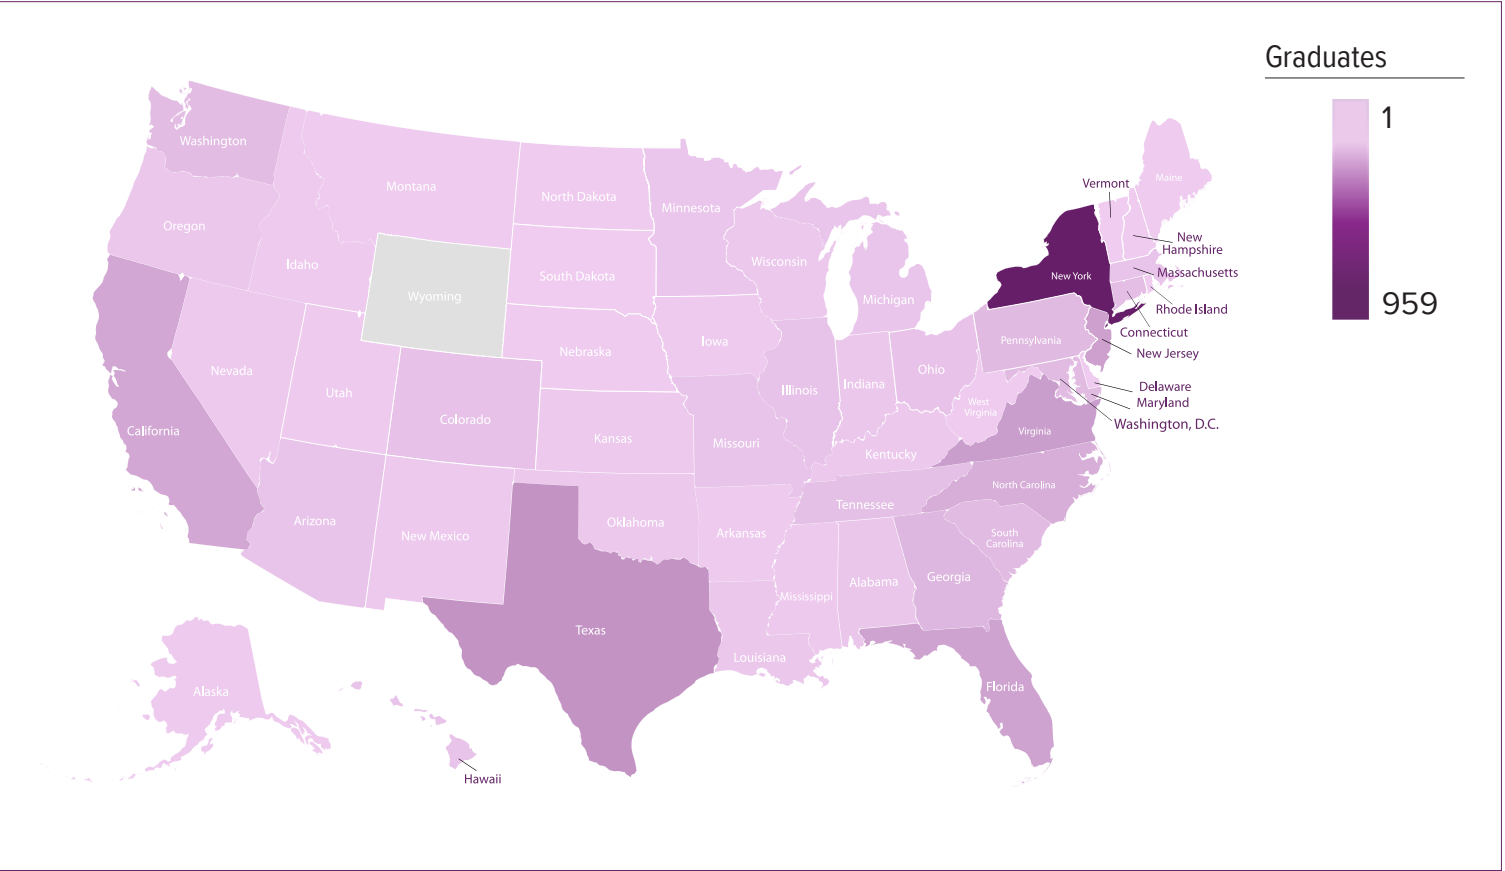 Graduates
1
959
Washington
Montana
North Dakota
Minnesota
Oregon
Idaho
Wyoming
South Dakota
Wisconsin
Michigan
Vermont
Maine
New
Hampshire
Massachusetts
New York
Rhode Island
Connecticut
New Jersey
Pennsylvania
Iowa
Nebraska
Nevada
Utah
Colorado
Kansas
Missouri
Illinois
Indiana
Ohio
West
Virginia
Delaware
Maryland
Washington, D.C.
Virginia
California
Kentucky
North Carolina
Tennessee
South
Carolina
Arizona
New Mexico
Oklahoma
Arkansas
Mississippi
Alabama
Georgia
Texas
Louisiana
Florida
Alaska
Hawaii